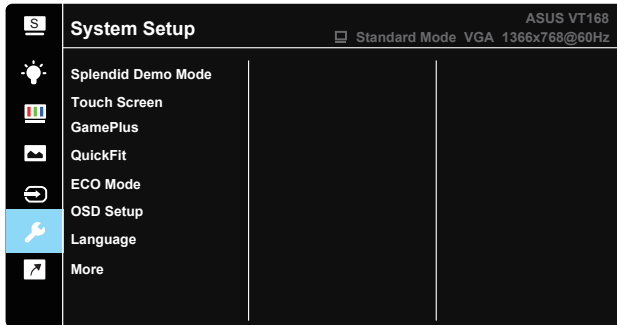 S
System Setup
ASUS VT168
Standard Mode VGA 1366x768@60Hz
Splendid Demo Mode
Touch Screen
GamePlus
QuickFit
ECO Mode
OSD Setup
Language
More